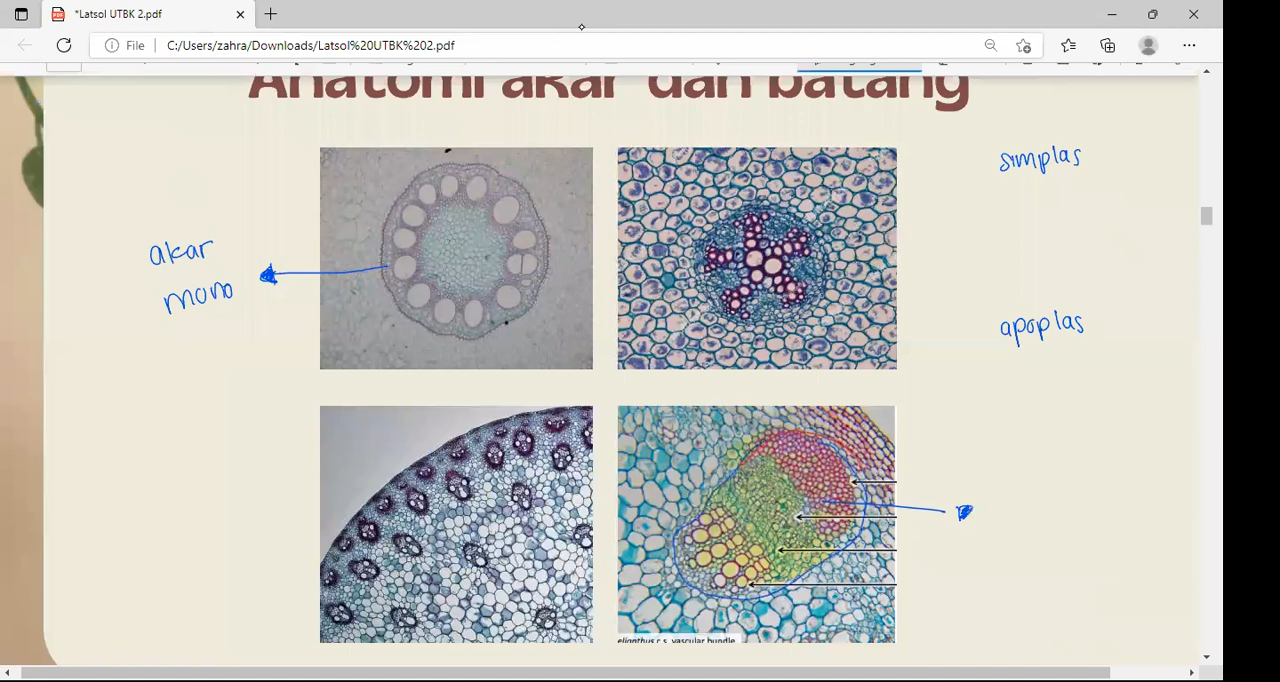 *Latsol UTBK 2.pdf
File
C:/Users/zahra/Downloads/Latsol%20UTBK%202.pdf
Anatomi akar dan batang
simplas
akar
mono
apoplas
elianthus c.s. vascular bundle